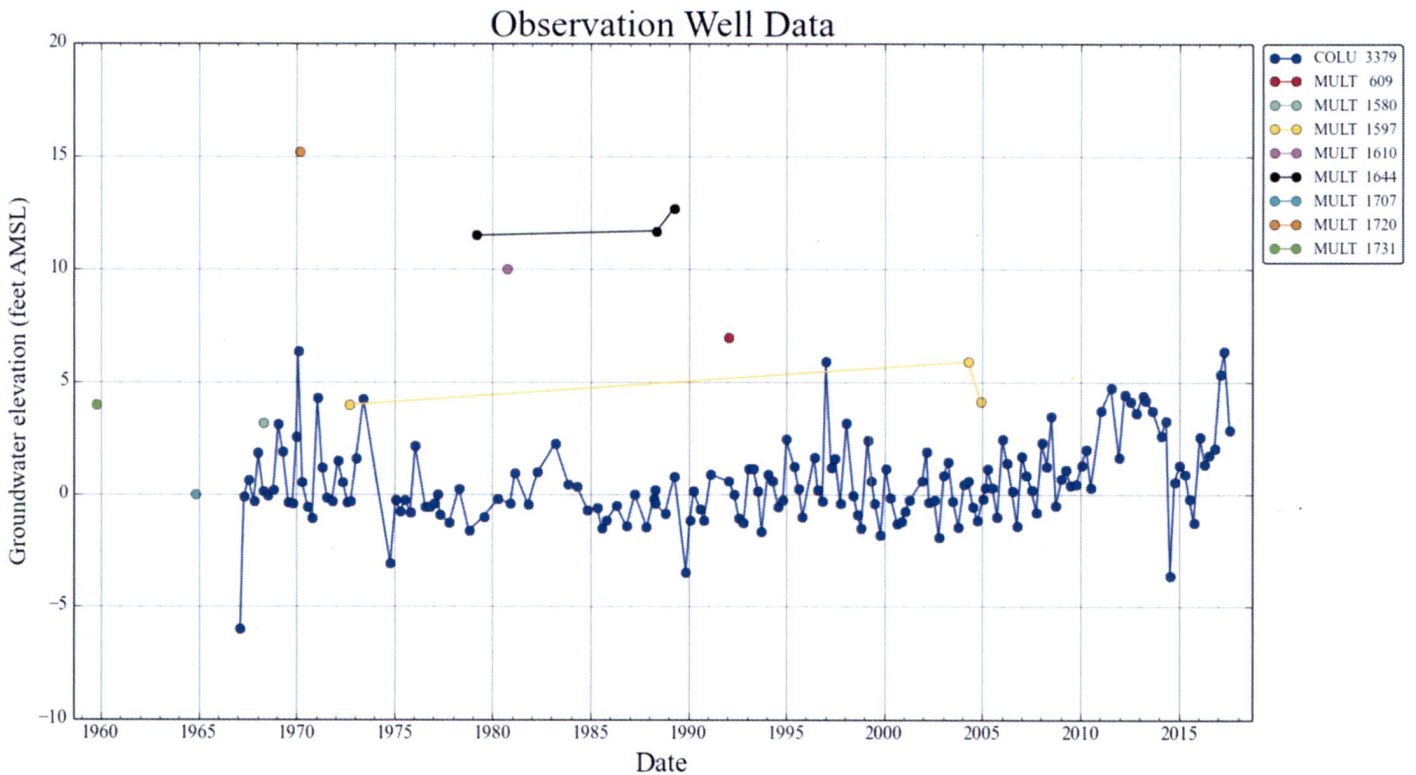 Observation Well Data
20
15
10
5
0
−5
−10
Groundwater elevation (feet AMSL)
1960 1965 1970 1975 1980 1985 1990 1995 2000 2005 2010 2015
Date
COLU 3379
MULT 609
MULT 1580
MULT 1597
MULT 1610
MULT 1644
MULT 1707
MULT 1720
MULT 1731